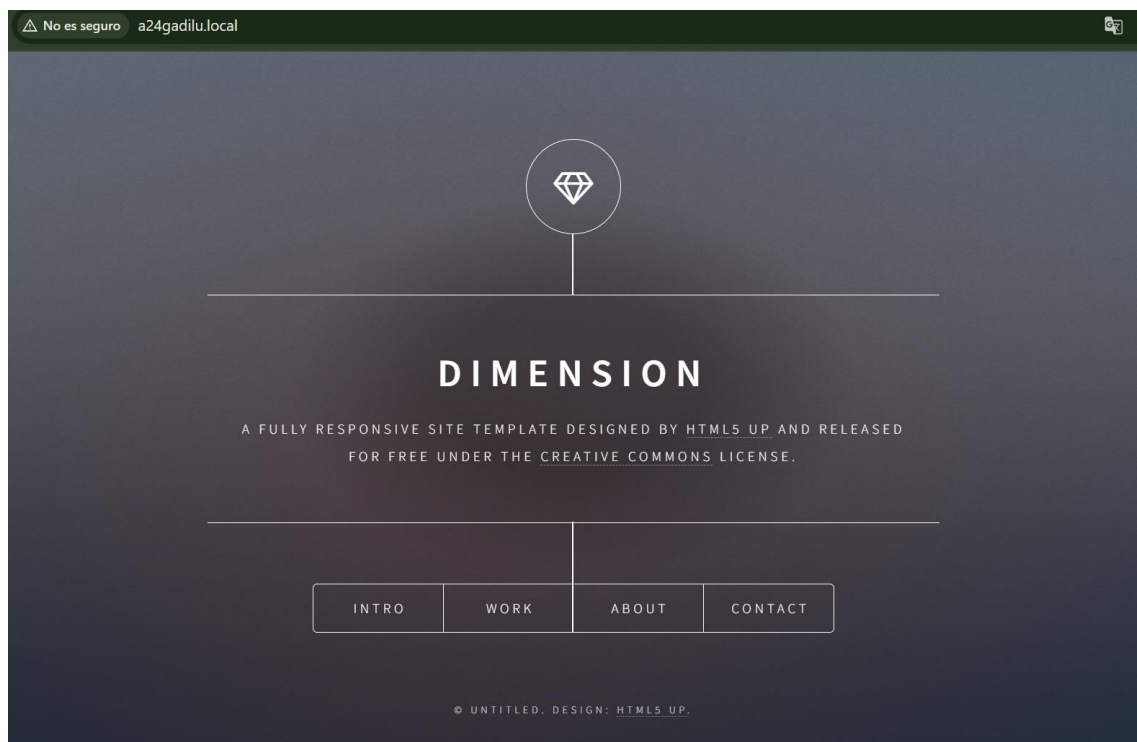 No es seguro a24gadilu.local
DIMENSION
A FULLY RESPONSIVE SITE TEMPLATE DESIGNED BY HTML5 UP AND RELEASED
FOR FREE UNDER THE CREATIVE COMMONS LICENSE.
INTRO WORK ABOUT CONTACT
© UNTITLED. DESIGN: HTML5 UP.